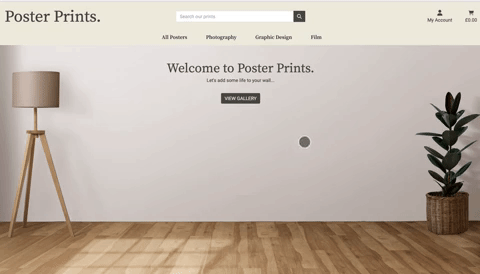 Poster Prints.
Search our prints
My Account
£0.00
All Posters Photography Graphic Design Film
Welcome to Poster Prints.
Let's add some life to your wall...
VIEW GALLERY